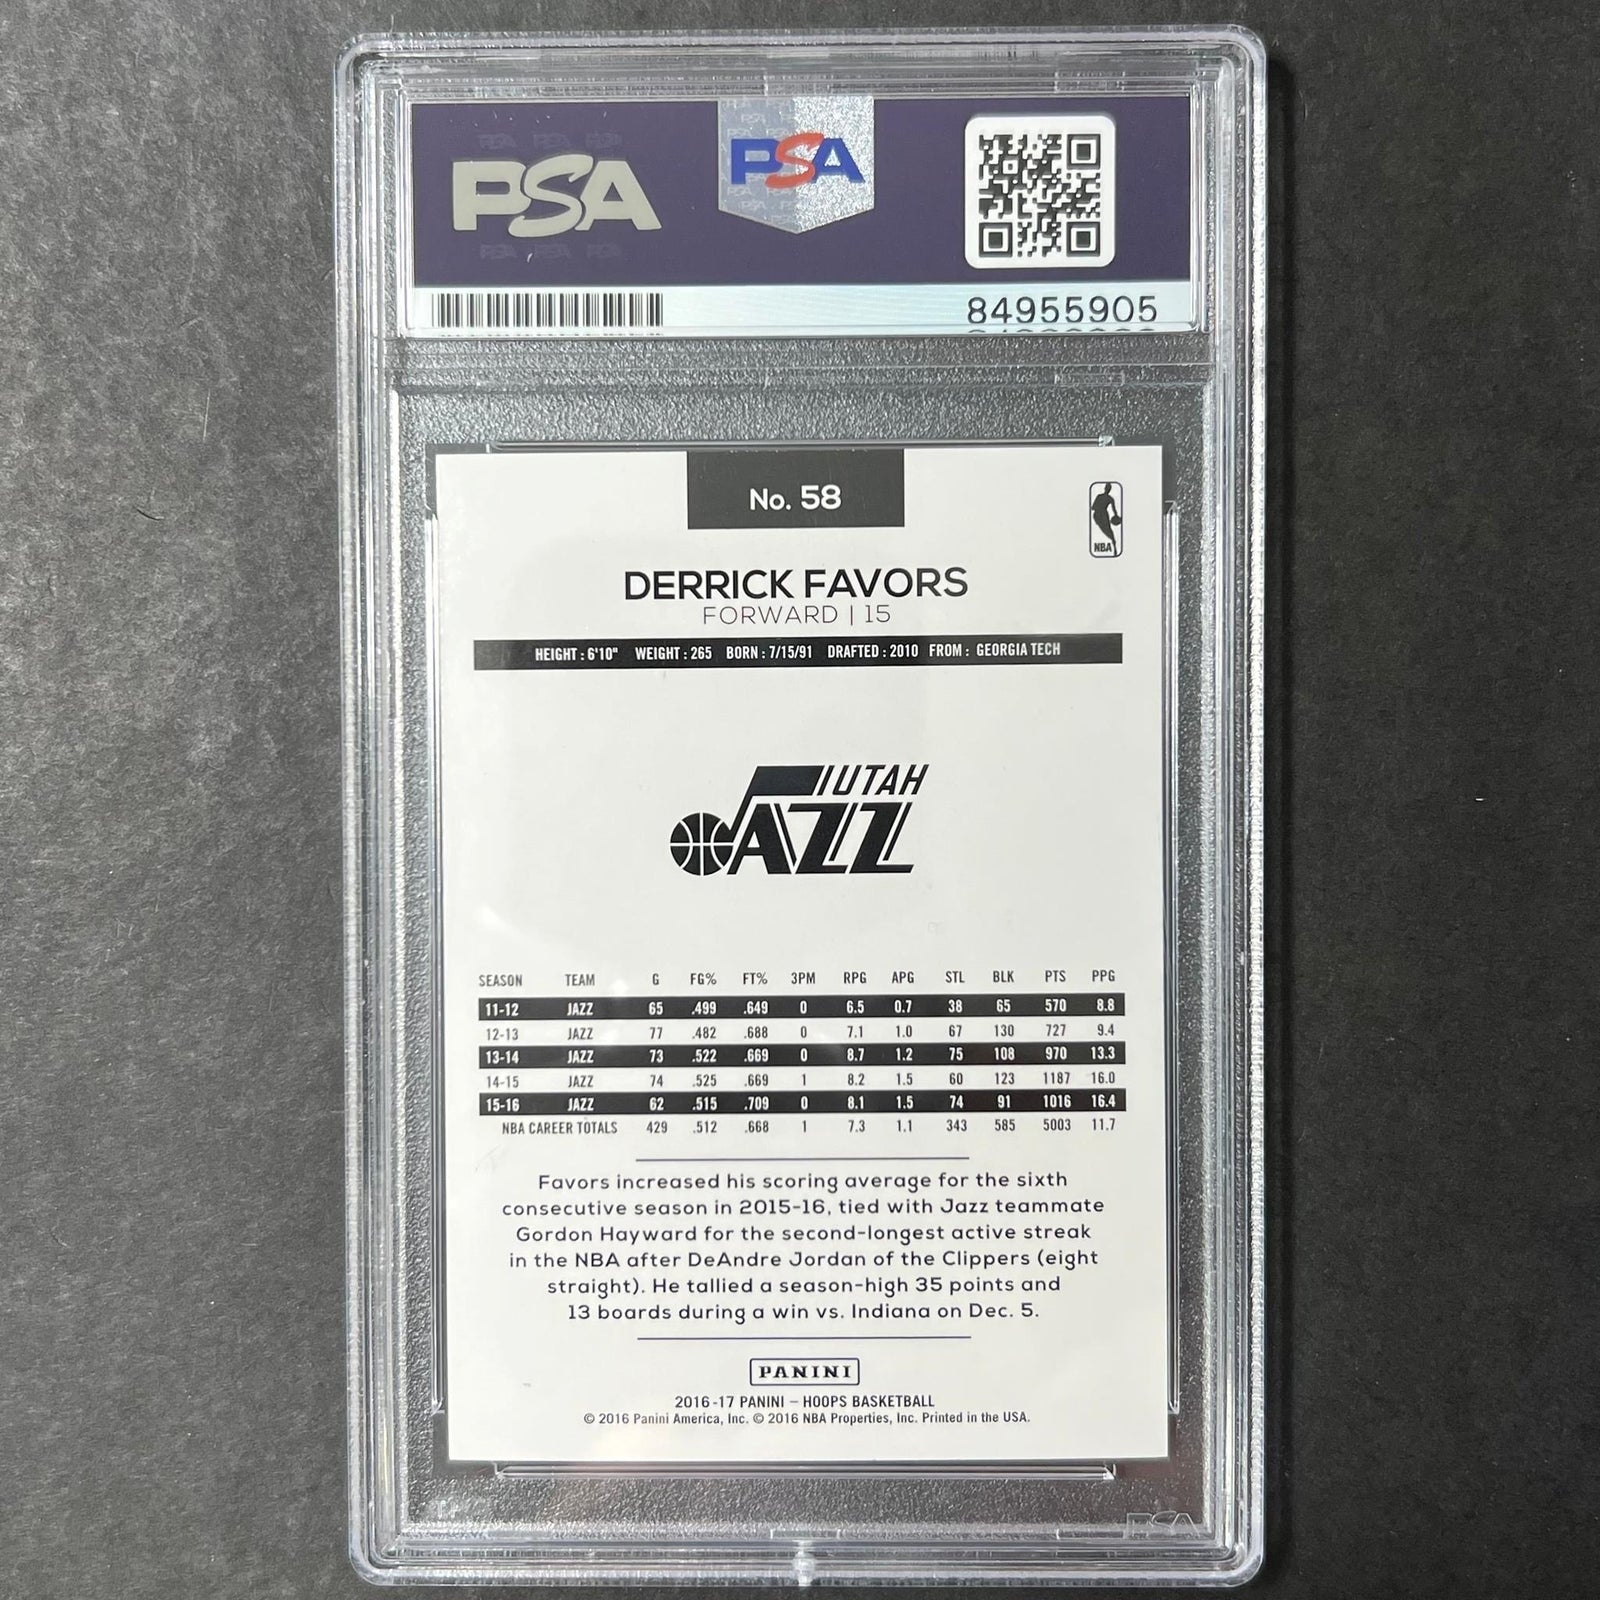 PSA
PSA
84955905
No. 58
NBA
DERRICK FAVORS
FORWARD | 15
HEIGHT : 6'10" WEIGHT : 265 BORN : 7/15/91 DRAFTED : 2010 FROM : GEORGIA TECH
UTAH
JAZZ
SEASON TEAM G FG% FT% 3PM RPG APG STL BLK PTS PPG
11-12 JAZZ 65 .499 .649 0 6.5 0.7 38 65 570 8.8
12-13 JAZZ 77 .482 .688 0 7.1 1.0 67 130 727 9.4
13-14 JAZZ 73 .522 .669 0 8.7 1.2 75 108 970 13.3
14-15 JAZZ 74 .525 .669 1 8.2 1.5 60 123 1187 16.0
15-16 JAZZ 62 .515 .709 0 8.1 1.5 74 91 1016 16.4
NBA CAREER TOTALS 429 .512 .668 1 7.3 1.1 343 585 5003 11.7
Favors increased his scoring average for the sixth
consecutive season in 2015-16, tied with Jazz teammate
Gordon Hayward for the second-longest active streak
in the NBA after DeAndre Jordan of the Clippers (eight
straight). He tallied a season-high 35 points and
13 boards during a win vs. Indiana on Dec. 5.
PANINI
2016-17 PANINI – HOOPS BASKETBALL
© 2016 Panini America, Inc. © 2016 NBA Properties, Inc. Printed in the USA.
PSA